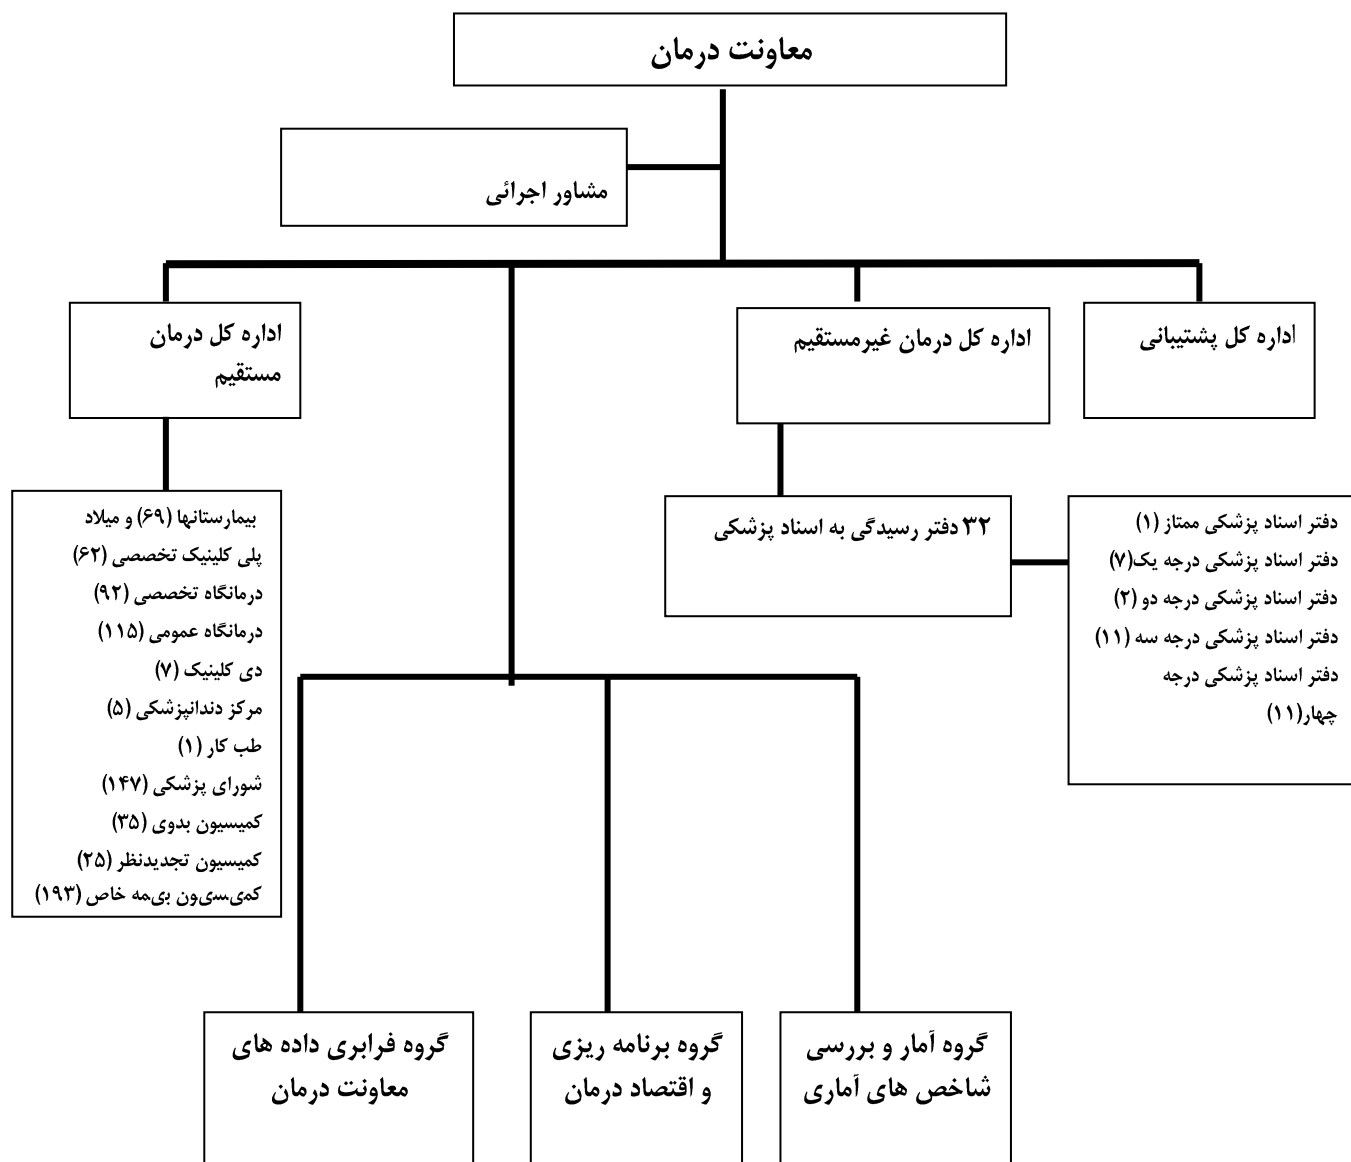 معاونت درمان
مشاور اجرائی
اداره کل پشتیبانی
اداره کل درمان غیرمستقیم
اداره کل درمان
مستقیم
دفتر اسناد پزشکی ممتاز (۱)
دفتر اسناد پزشکی درجه یک(۷)
دفتر اسناد پزشکی درجه دو (۲)
دفتر اسناد پزشکی درجه سه (۱۱)
دفتر اسناد پزشکی درجه
چهار(۱۱)
۳۲ دفتر رسیدگی به اسناد پزشکی
بیمارستانها (۶۹) و میلاد
پلی کلینیک تخصصی (۶۲)
درمانگاه تخصصی (۹۲)
درمانگاه عمومی (۱۱۵)
دی کلینیک (۷)
مرکز دندانپزشکی (۵)
طب کار (۱)
شورای پزشکی (۱۴۷)
کمیسیون بدوی (۳۵)
کمیسیون تجدیدنظر (۲۵)
کمیسیون بیمه خاص (۱۹۳)
گروه آمار و بررسی
شاخص های آماری
گروه برنامه ریزی
و اقتصاد درمان
گروه فرابری داده های
معاونت درمان